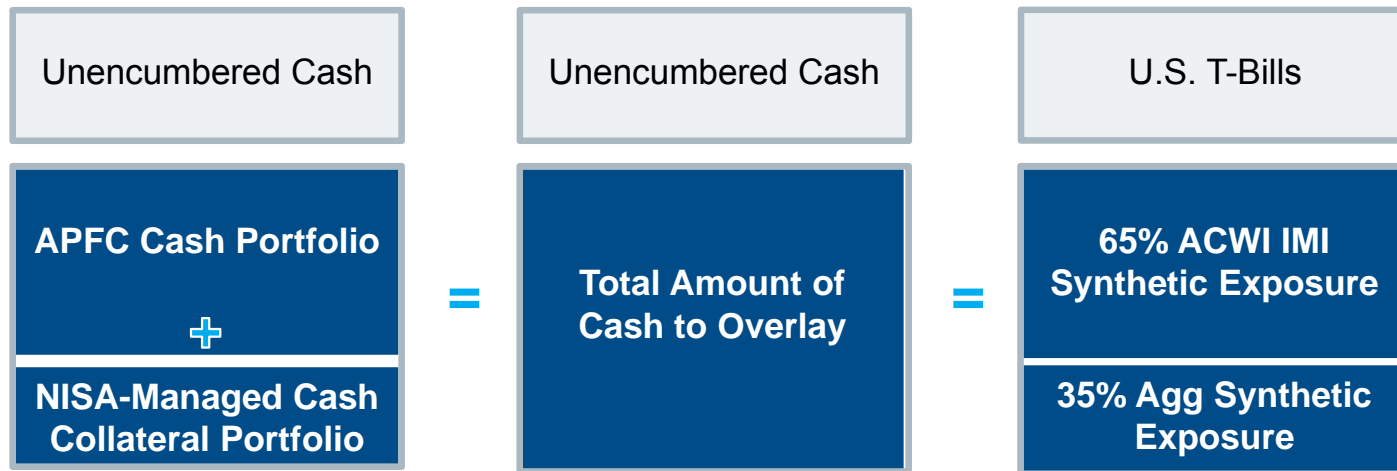 Unencumbered Cash
Unencumbered Cash
U.S. T-Bills
APFC Cash Portfolio
+
NISA-Managed Cash
Collateral Portfolio
=
Total Amount of
Cash to Overlay
=
65% ACWI IMI
Synthetic Exposure
35% Agg Synthetic
Exposure